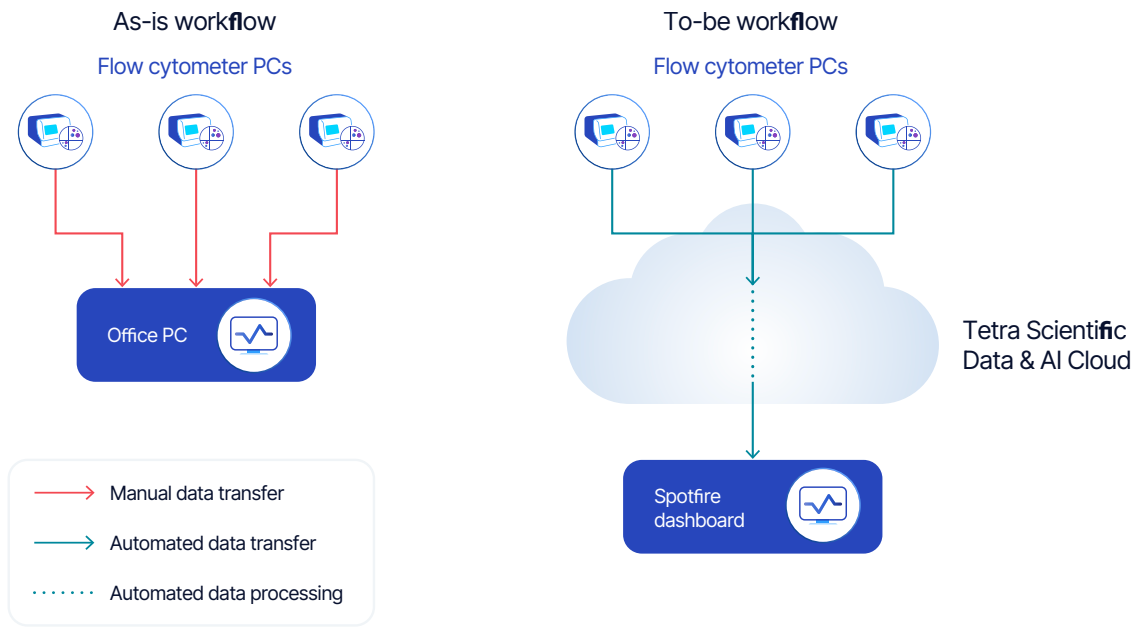 As-is workflow
Flow cytometer PCs
Office PC
Manual data transfer
Automated data transfer
Automated data processing
To-be workflow
Flow cytometer PCs
Tetra Scientific
Data & AI Cloud
Spotfire
dashboard